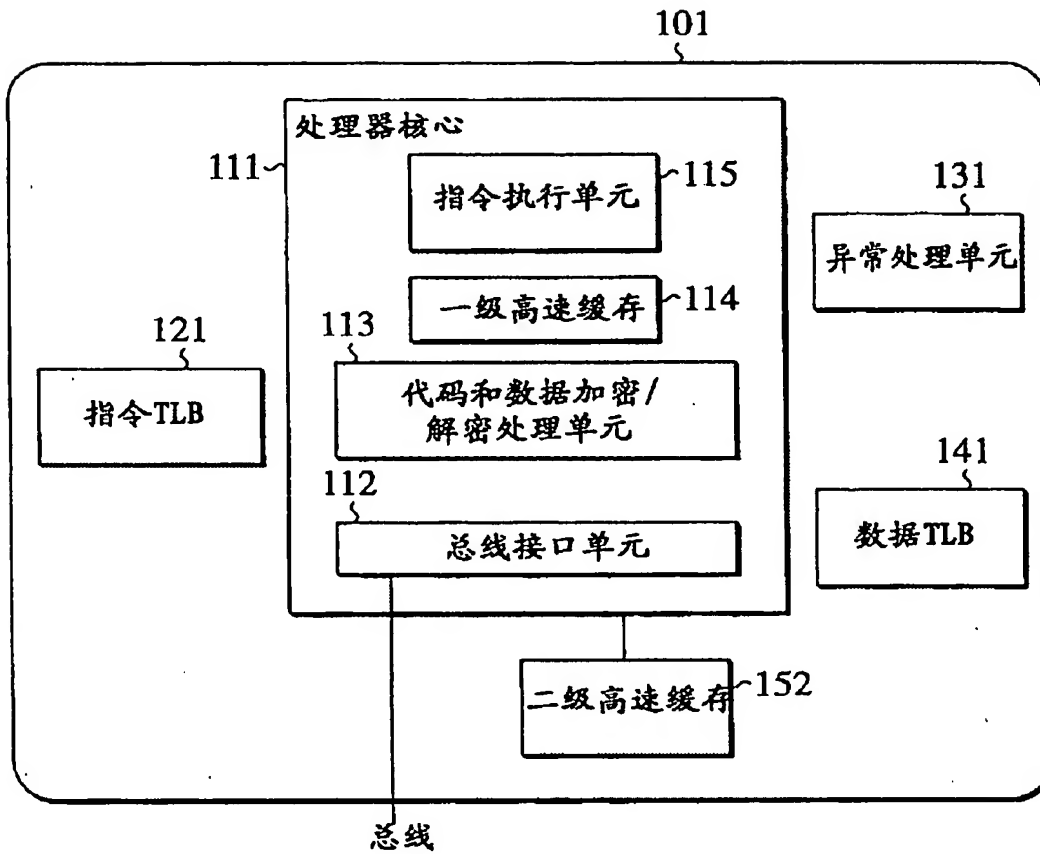 101
处理器核心
111
指令执行单元
115
131
异常处理单元
一级高速缓存
114
113
代码和数据加密/
解密处理单元
121
指令TLB
112
总线接口单元
141
数据TLB
二级高速缓存
152
总线